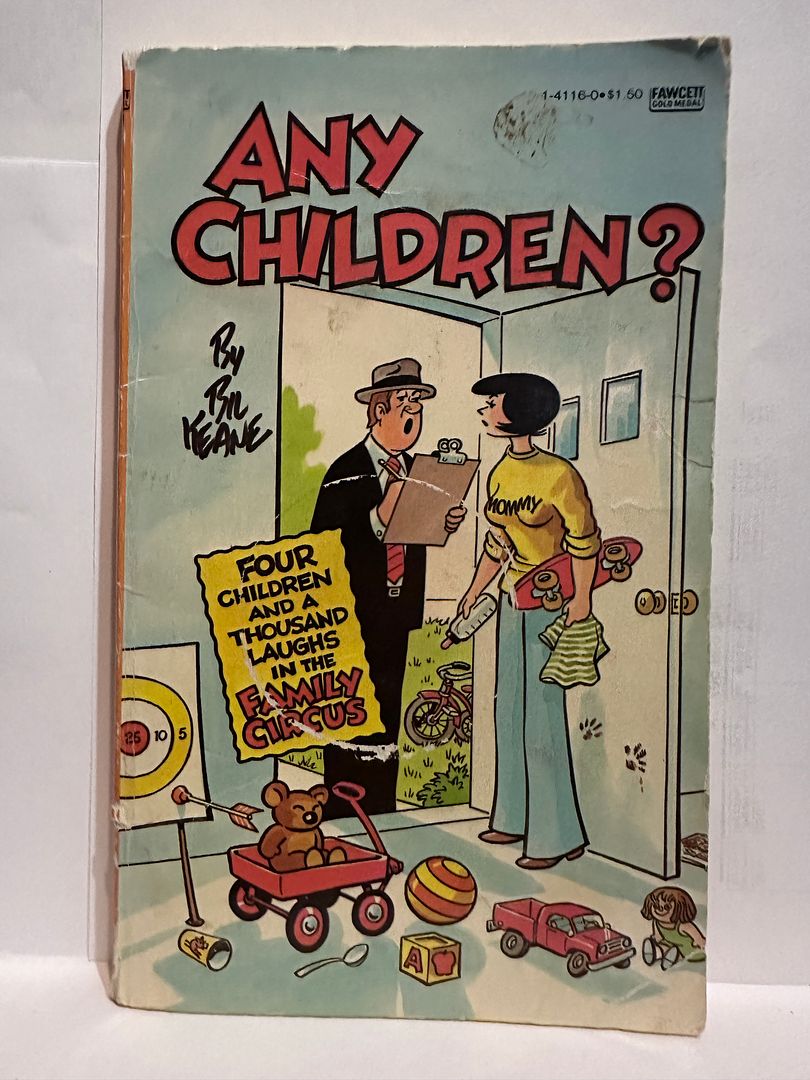 1-4116-0•$1.50
FAWCETT
GOLD MEDAL
ANY
CHILDREN?
By
BIL
KEANE
MOMMY
FOUR
CHILDREN
AND A
THOUSAND
LAUGHS
IN THE
FAMILY
CIRCUS
25 10 5
A